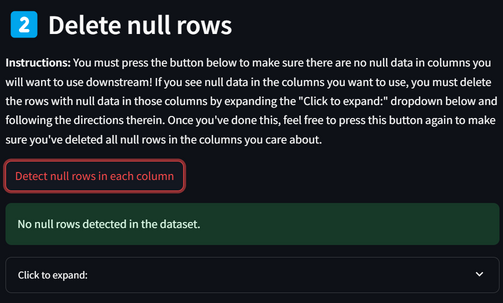 2 Delete null rows
Instructions: You must press the button below to make sure there are no null data in columns you
will want to use downstream! If you see null data in the columns you want to use, you must delete
the rows with null data in those columns by expanding the "Click to expand:" dropdown below and
following the directions therein. Once you've done this, feel free to press this button again to make
sure you've deleted all null rows in the columns you care about.
Detect null rows in each column
No null rows detected in the dataset.
Click to expand: